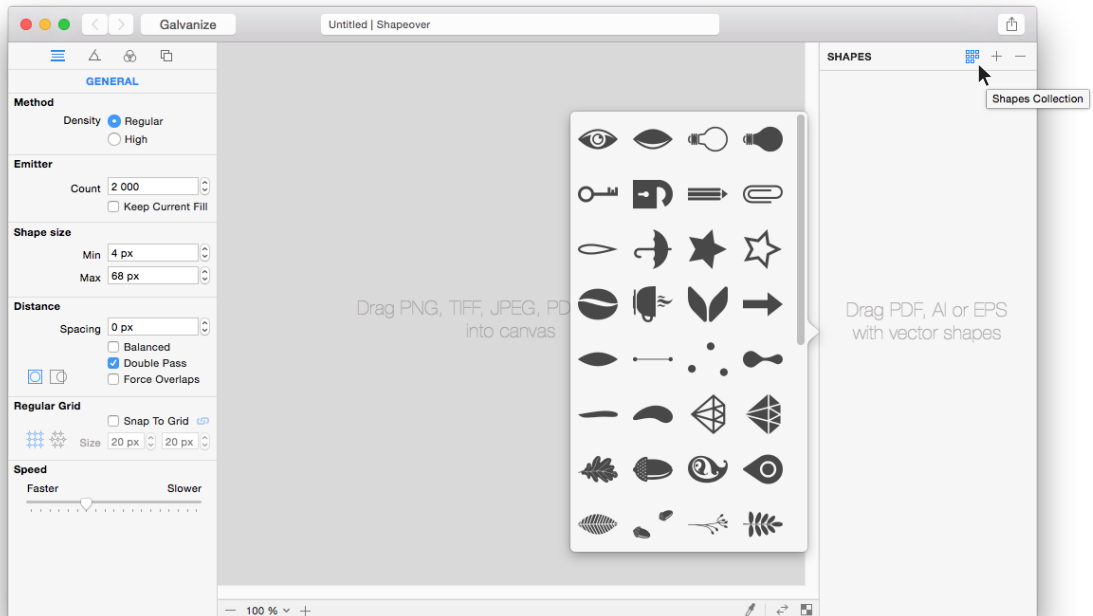 Galvanize
Untitled | Shapeover
GENERAL
Method
Density Regular
High
Emitter
Count 2 000
Keep Current Fill
Shape size
Min 4 px
Max 68 px
Distance
Spacing 0 px
Balanced
Double Pass
Force Overlaps
Regular Grid
Snap To Grid
Size 20 px 20 px
Speed
Faster Slower
Drag PNG, TIFF, JPEG, PD
into canvas
100 %
SHAPES
Shapes Collection
Drag PDF, AI or EPS
with vector shapes